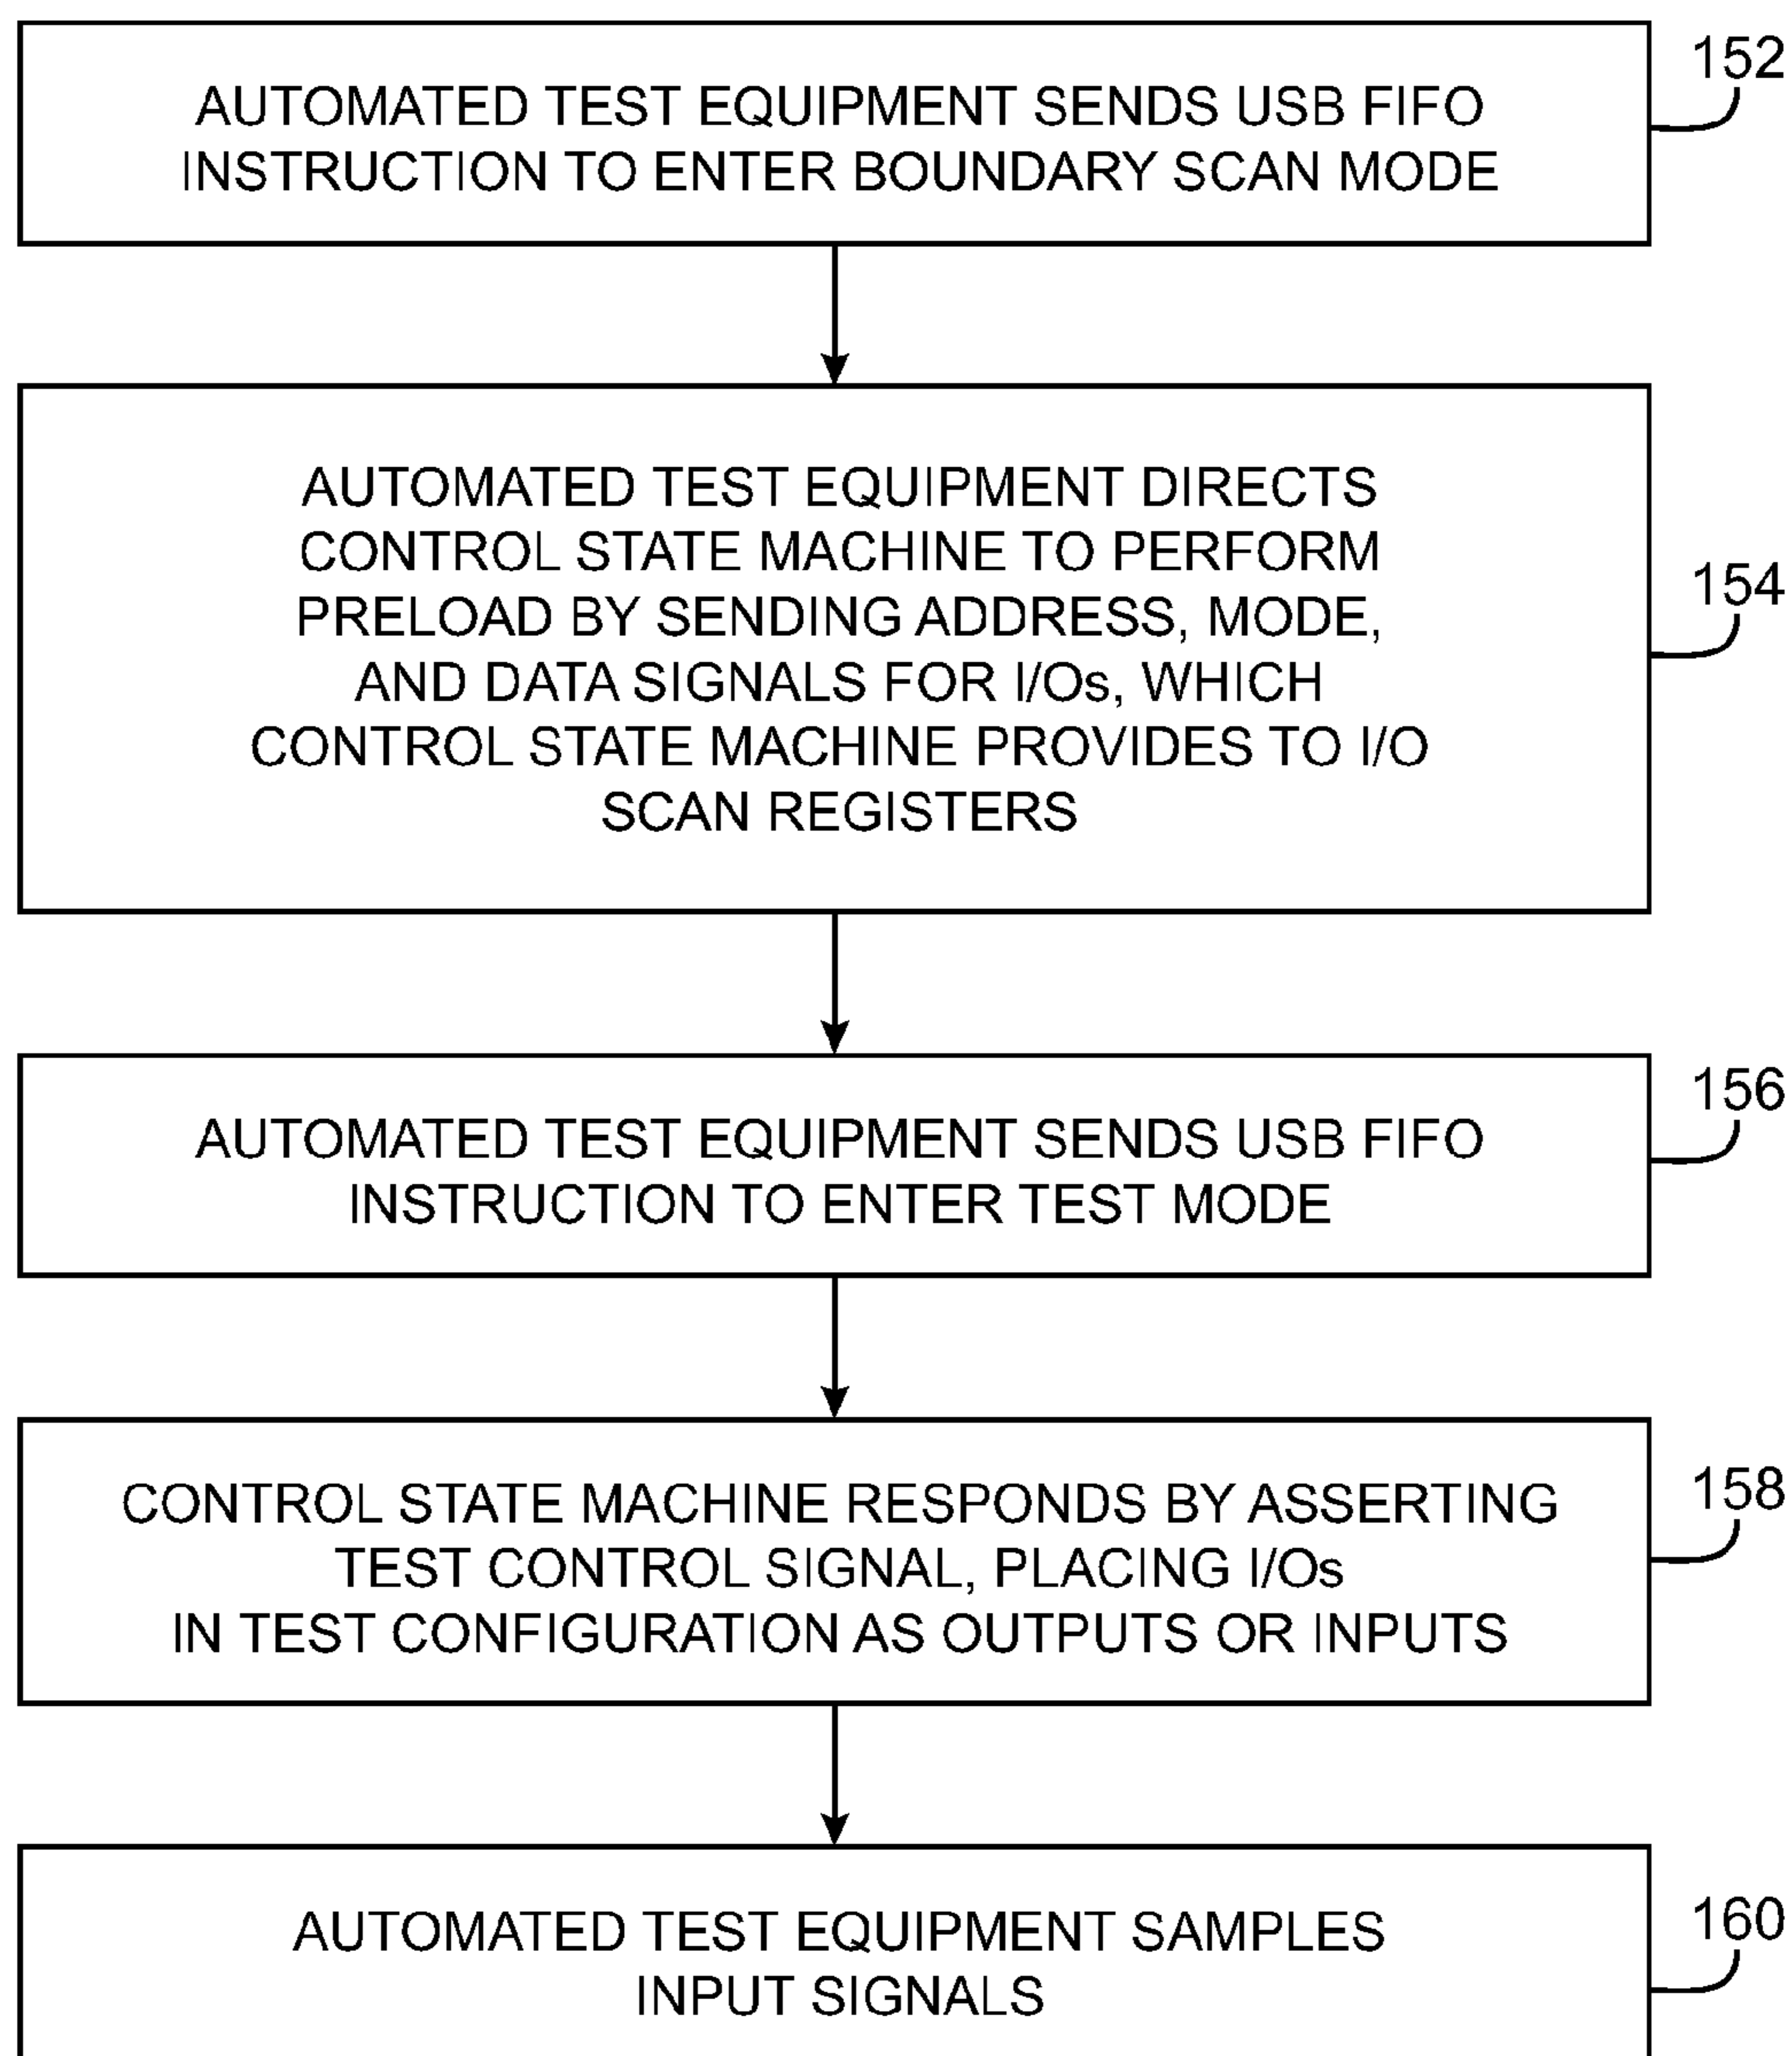 AUTOMATED TEST EQUIPMENT SENDS USB FIFO
INSTRUCTION TO ENTER BOUNDARY SCAN MODE
152
AUTOMATED TEST EQUIPMENT DIRECTS
CONTROL STATE MACHINE TO PERFORM
PRELOAD BY SENDING ADDRESS, MODE,
AND DATA SIGNALS FOR I/Os, WHICH
CONTROL STATE MACHINE PROVIDES TO I/O
SCAN REGISTERS
154
AUTOMATED TEST EQUIPMENT SENDS USB FIFO
INSTRUCTION TO ENTER TEST MODE
156
CONTROL STATE MACHINE RESPONDS BY ASSERTING
TEST CONTROL SIGNAL, PLACING I/Os
IN TEST CONFIGURATION AS OUTPUTS OR INPUTS
158
AUTOMATED TEST EQUIPMENT SAMPLES
INPUT SIGNALS
160